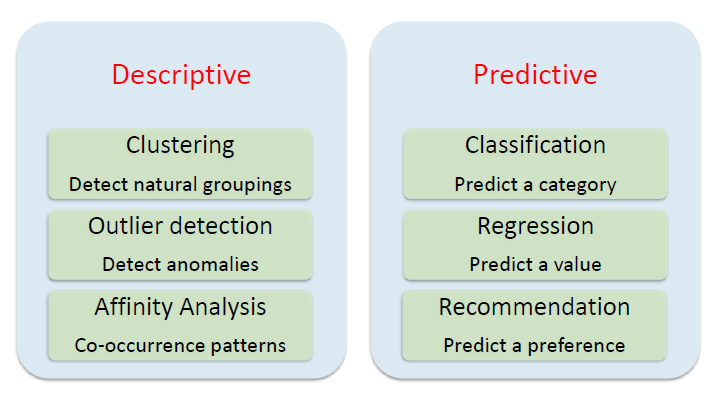 Descriptive
Clustering
Detect natural groupings
Outlier detection
Detect anomalies
Affinity Analysis
Co-occurrence patterns
Predictive
Classification
Predict a category
Regression
Predict a value
Recommendation
Predict a preference